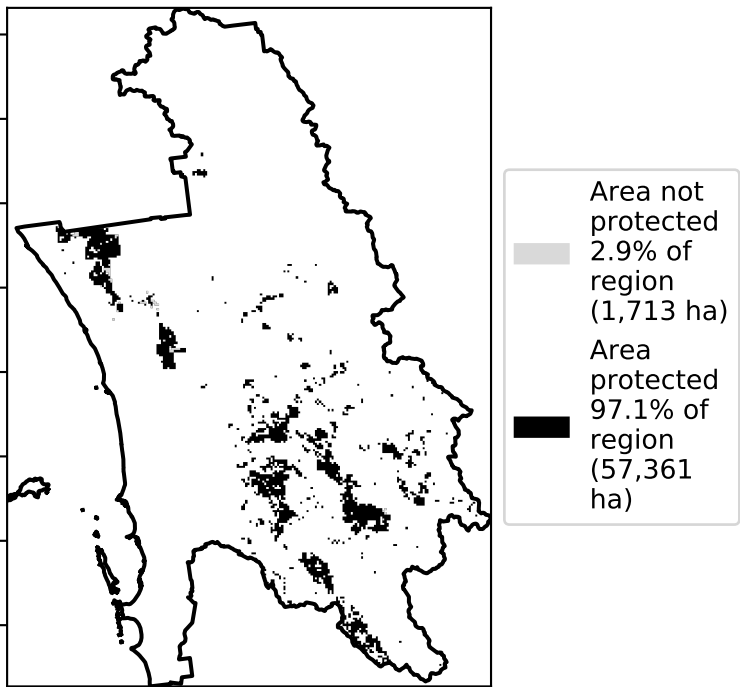 Area not
protected
2.9% of
region
(1,713 ha)
Area
protected
97.1% of
region
(57,361
ha)